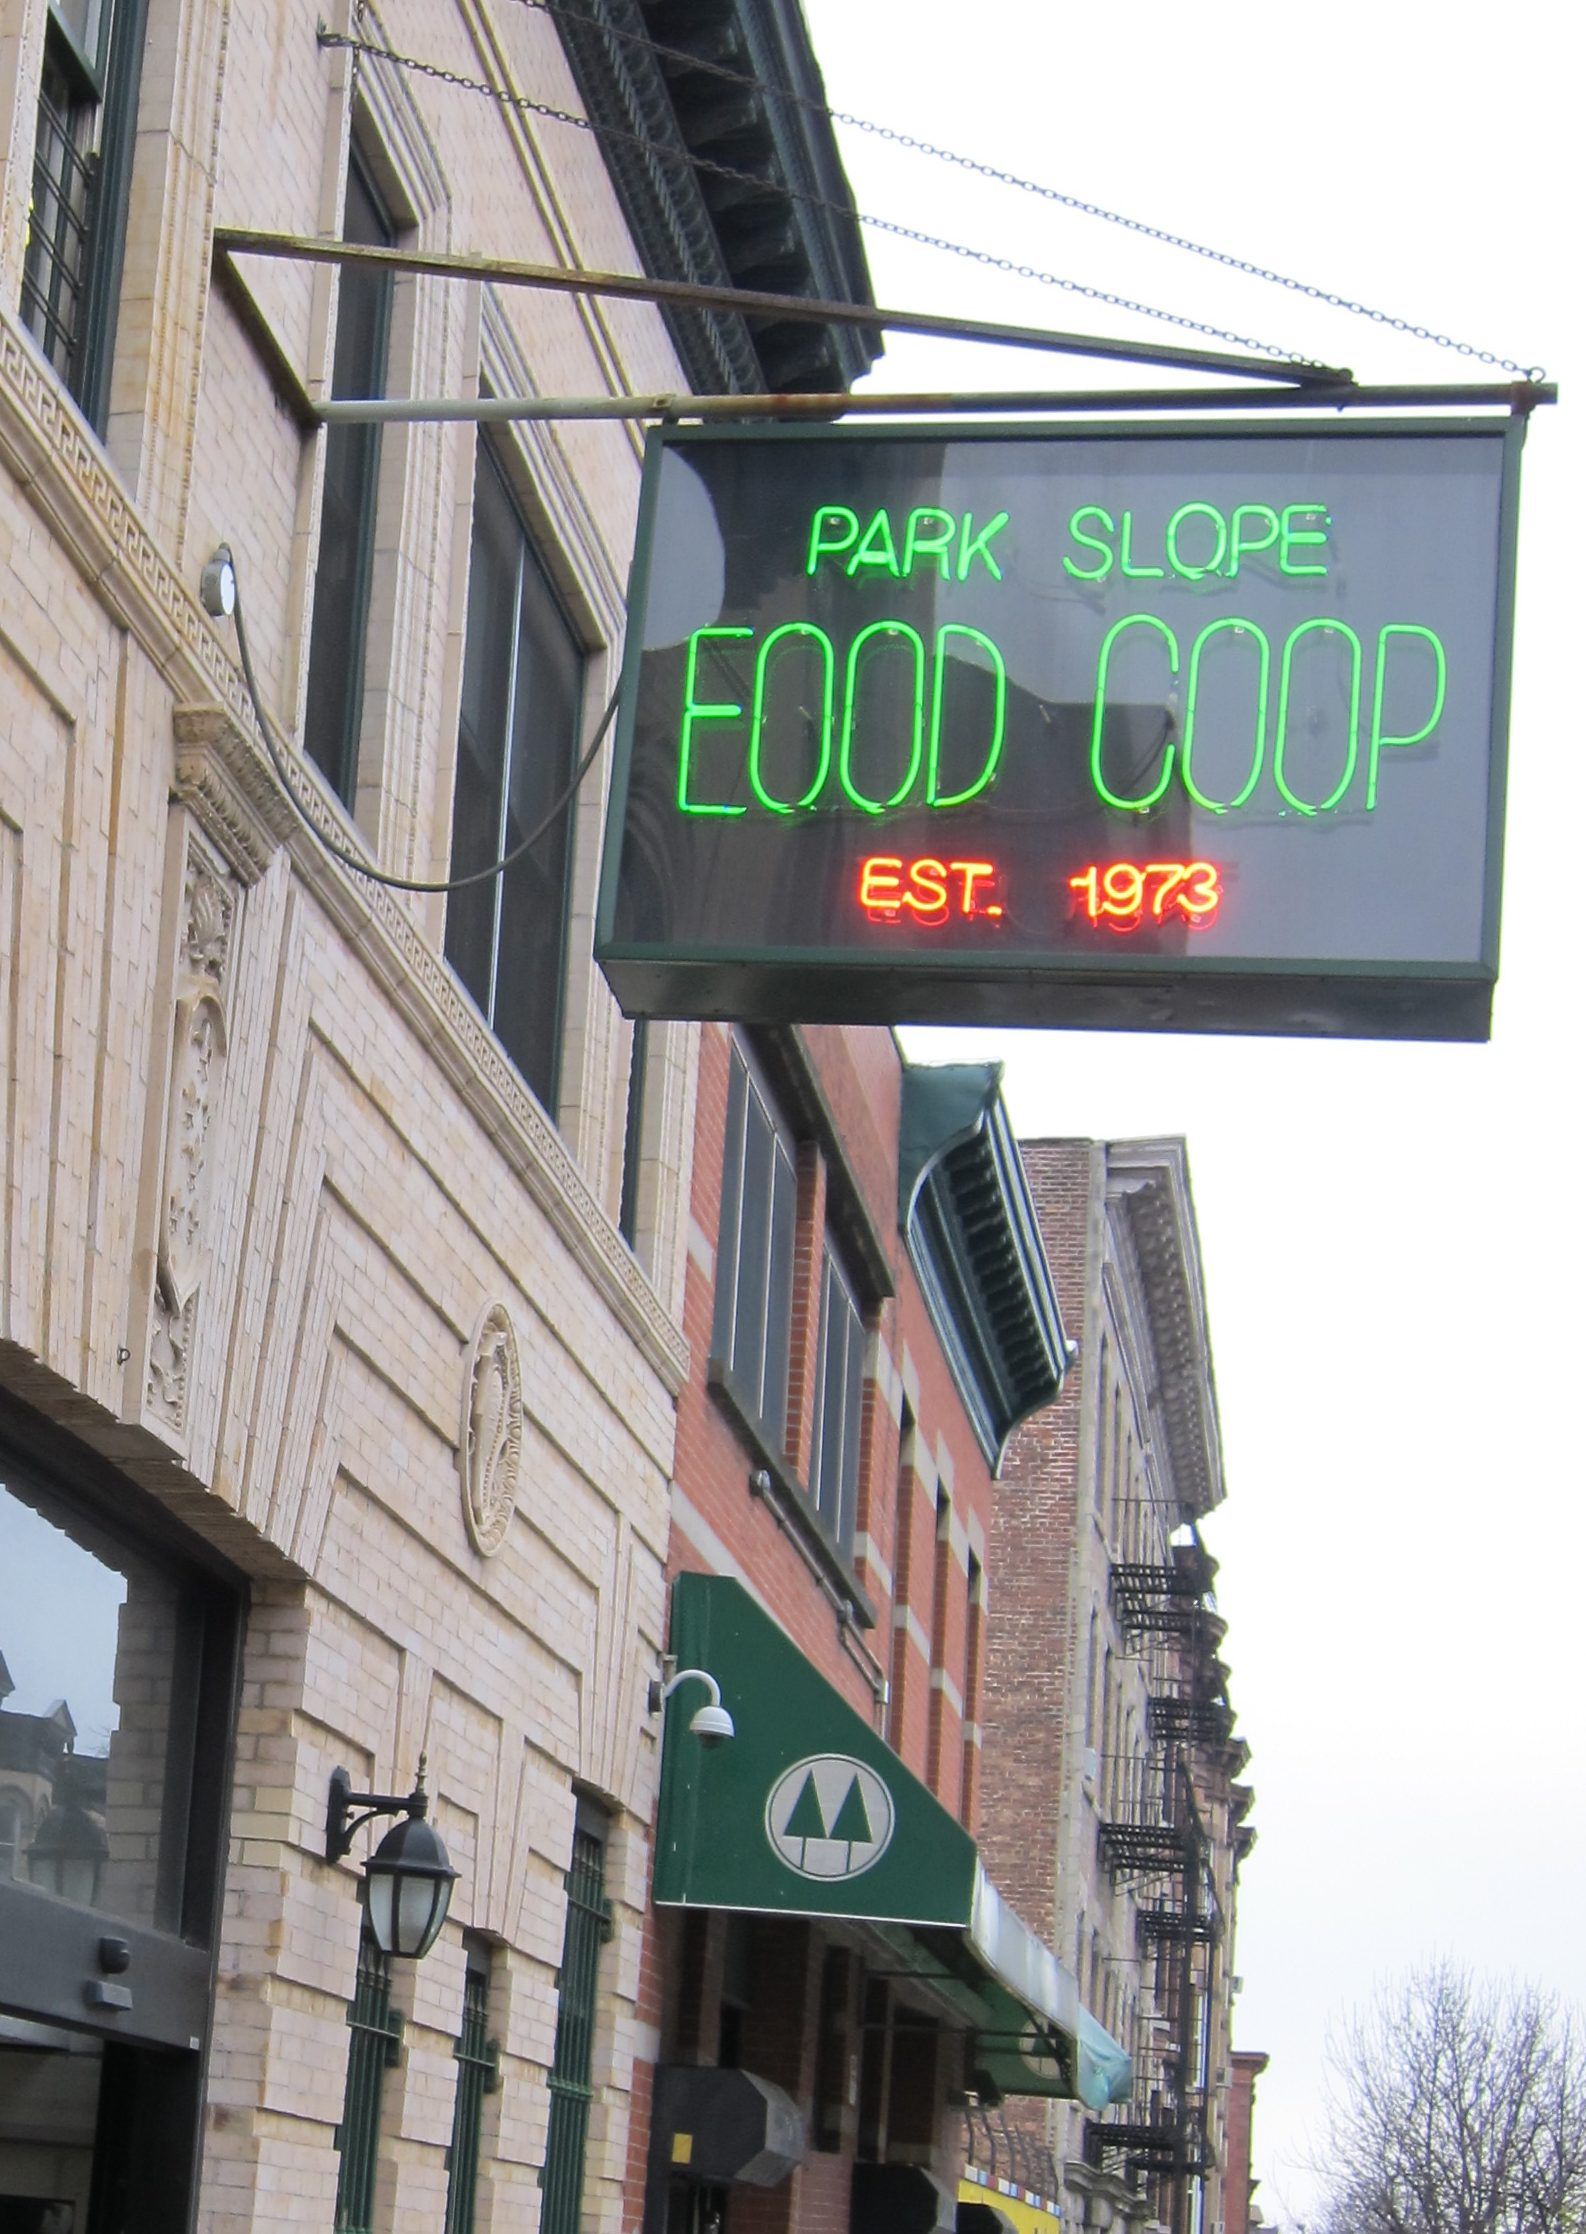 PARK SLOPE
FOOD COOP
EST. 1973